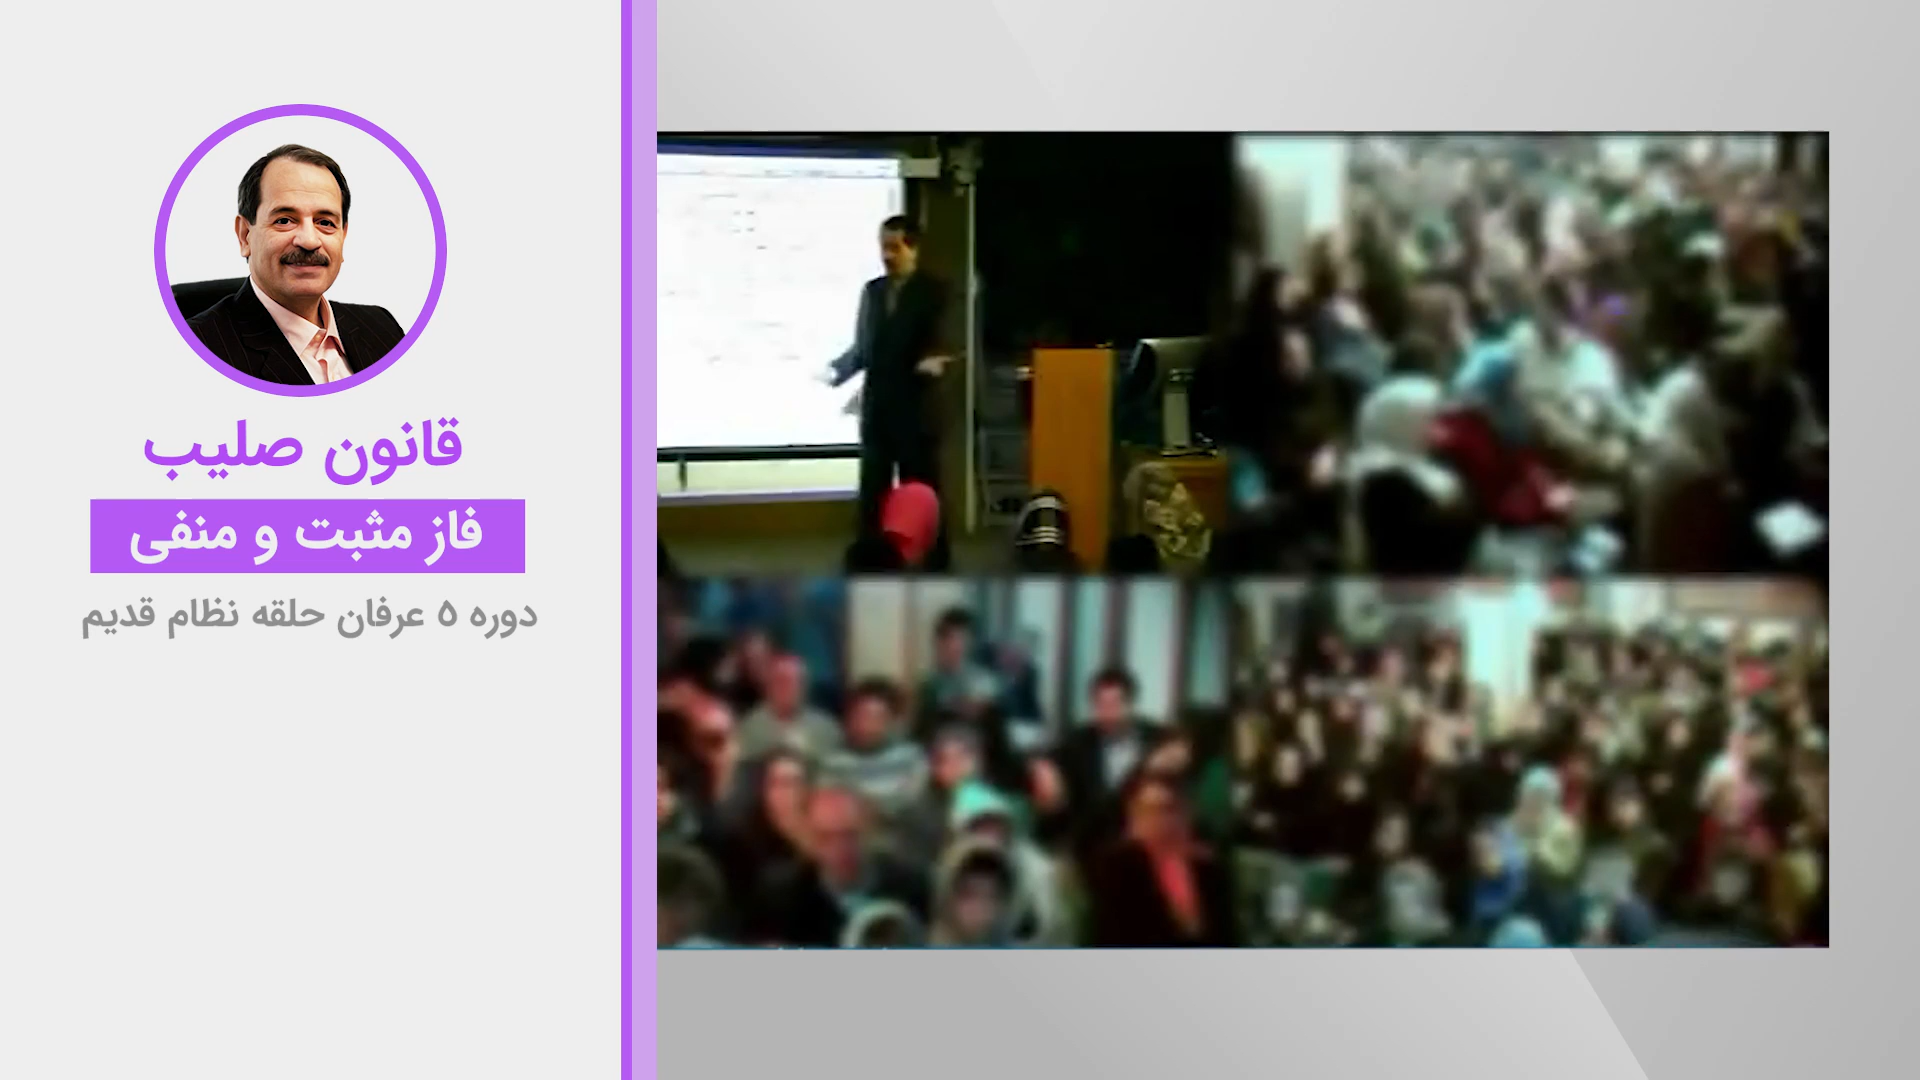 قانون صلیب
فاز مثبت و منفی
دوره ۵ عرفان حلقه نظام قدیم